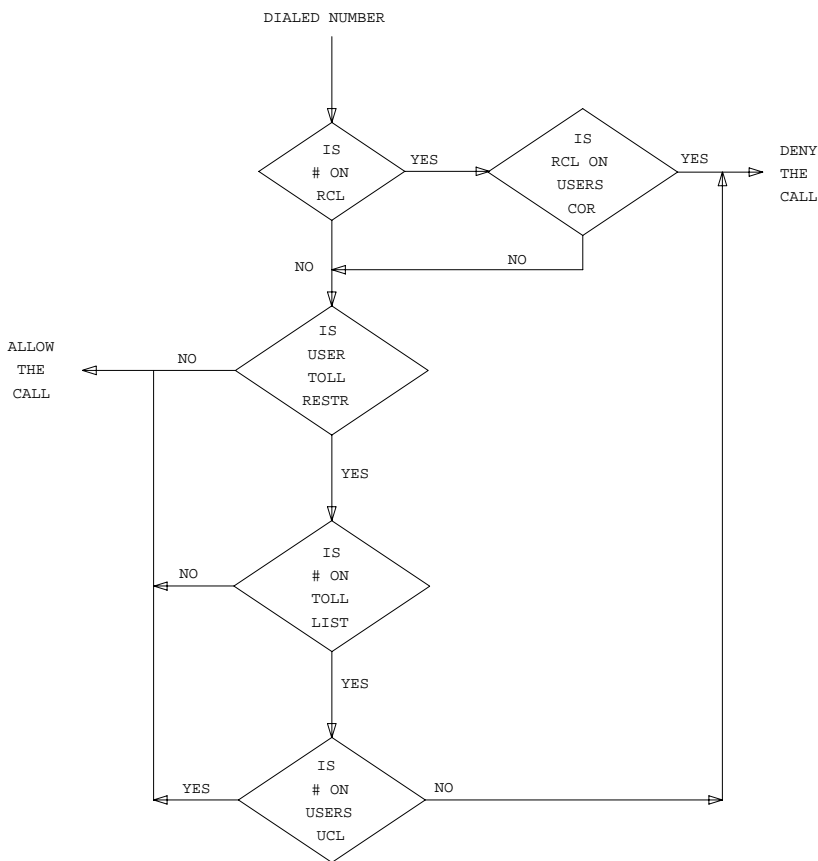 DIALED NUMBER
IS
# ON
RCL
YES
IS
RCL ON
USERS
COR
YES
DENY
THE
CALL
NO
NO
IS
USER
TOLL
RESTR
NO
ALLOW
THE
CALL
YES
IS
# ON
TOLL
LIST
NO
YES
IS
# ON
USERS
UCL
YES
NO